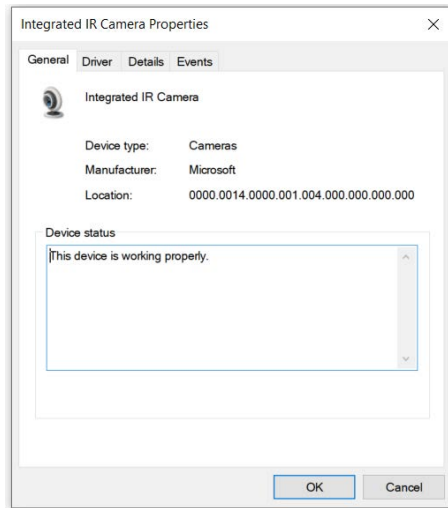 Integrated IR Camera Properties
General Driver Details Events
Integrated IR Camera
Device type: Cameras
Manufacturer: Microsoft
Location: 0000.0014.0000.001.004.000.000.000.000
Device status
This device is working properly.
OK Cancel